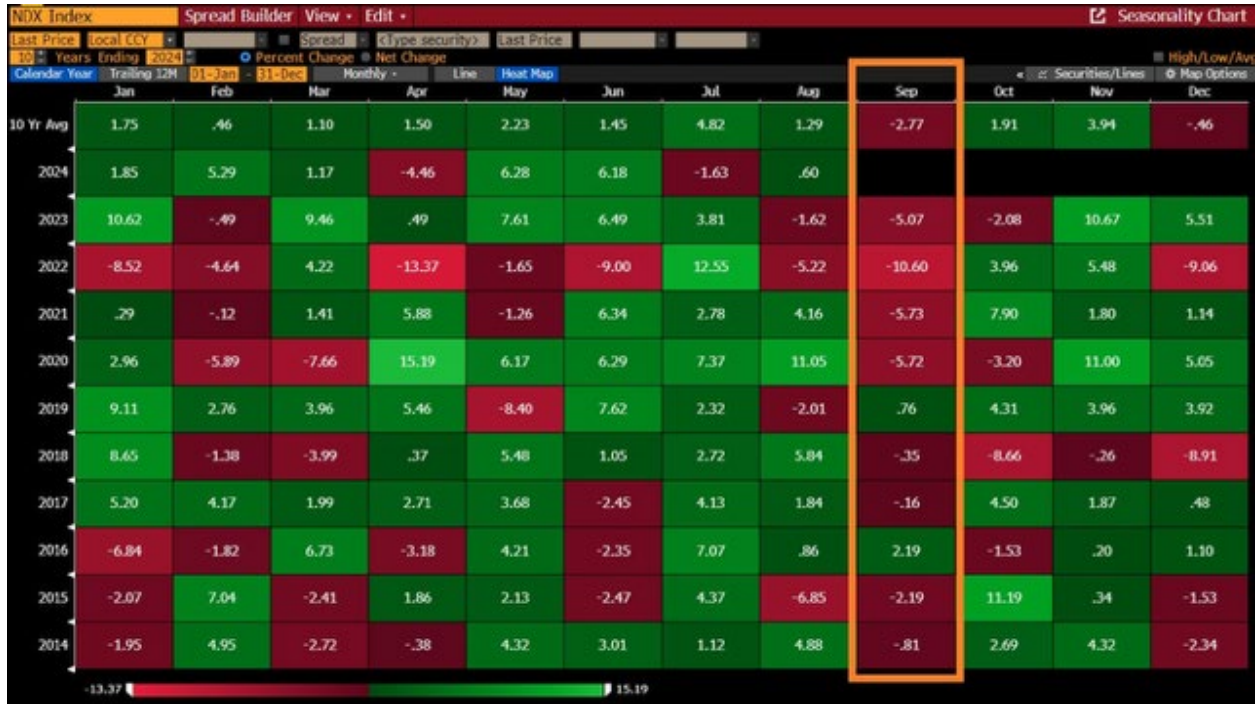 NDX Index Spread Builder View Edit Seasonality Chart
Last Price Local CCY Spread <Type security> Last Price
10 Years Ending 2024 Percent Change Net Change High/Low/Av
Calendar Year Trailing 12M 01-Jan - 31-Dec Monthly Line Heat Map « Securities/Lines Map Options
Jan Feb Mar Apr May Jun Jul Aug Sep Oct Nov Dec
10 Yr Avg 1.75 .46 1.10 1.50 2.23 1.45 4.82 1.29 -2.77 1.91 3.94 -.46
2024 1.85 5.29 1.17 -4.46 6.28 6.18 -1.63 .60
2023 10.62 -.49 9.46 .49 7.61 6.49 3.81 -1.62 -5.07 -2.08 10.67 5.51
2022 -8.52 -4.64 4.22 -13.37 -1.65 -9.00 12.55 -5.22 -10.60 3.96 5.48 -9.06
2021 .29 -.12 1.41 5.88 -1.26 6.34 2.78 4.16 -5.73 7.90 1.80 1.14
2020 2.96 -5.89 -7.66 15.19 6.17 6.29 7.37 11.05 -5.72 -3.20 11.00 5.05
2019 9.11 2.76 3.96 5.46 -8.40 7.62 2.32 -2.01 .76 4.31 3.96 3.92
2018 8.65 -1.38 -3.99 .37 5.48 1.05 2.72 5.84 -.35 -8.66 -.26 -8.91
2017 5.20 4.17 1.99 2.71 3.68 -2.45 4.13 1.84 -.16 4.50 1.87 .48
2016 -6.84 -1.82 6.73 -3.18 4.21 -2.35 7.07 .86 2.19 -1.53 .20 1.10
2015 -2.07 7.04 -2.41 1.86 2.13 -2.47 4.37 -6.85 -2.19 11.19 .34 -1.53
2014 -1.95 4.95 -2.72 -.38 4.32 3.01 1.12 4.88 -.81 2.69 4.32 -2.34
-13.37 15.19